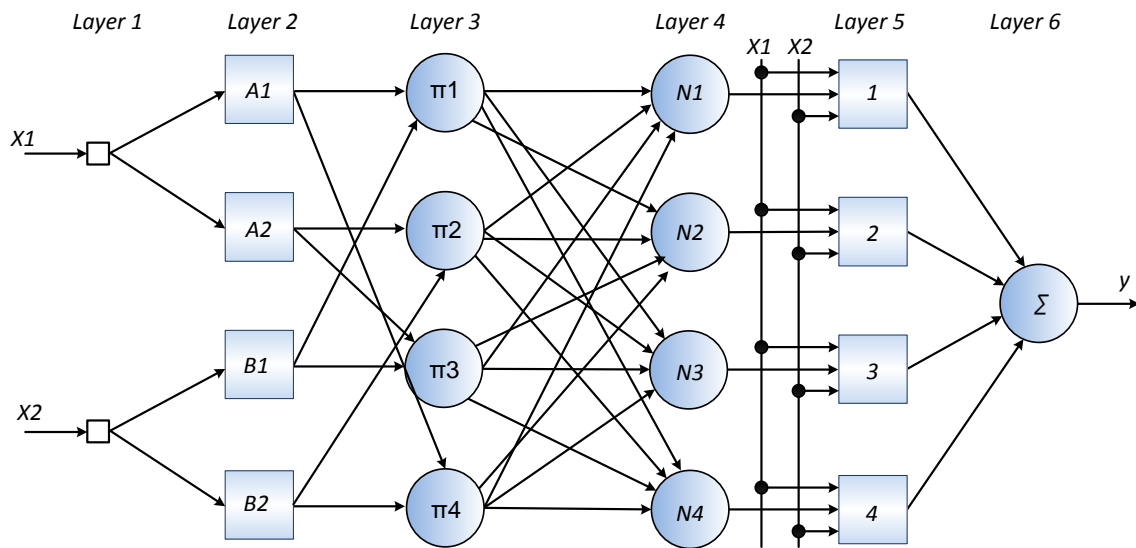 Layer 1 Layer 2 Layer 3 Layer 4 Layer 5 Layer 6
X1 X2
A1 π1 N1 1
X1
A2 π2 N2 2
Σ y
B1 π3 N3 3
X2
B2 π4 N4 4